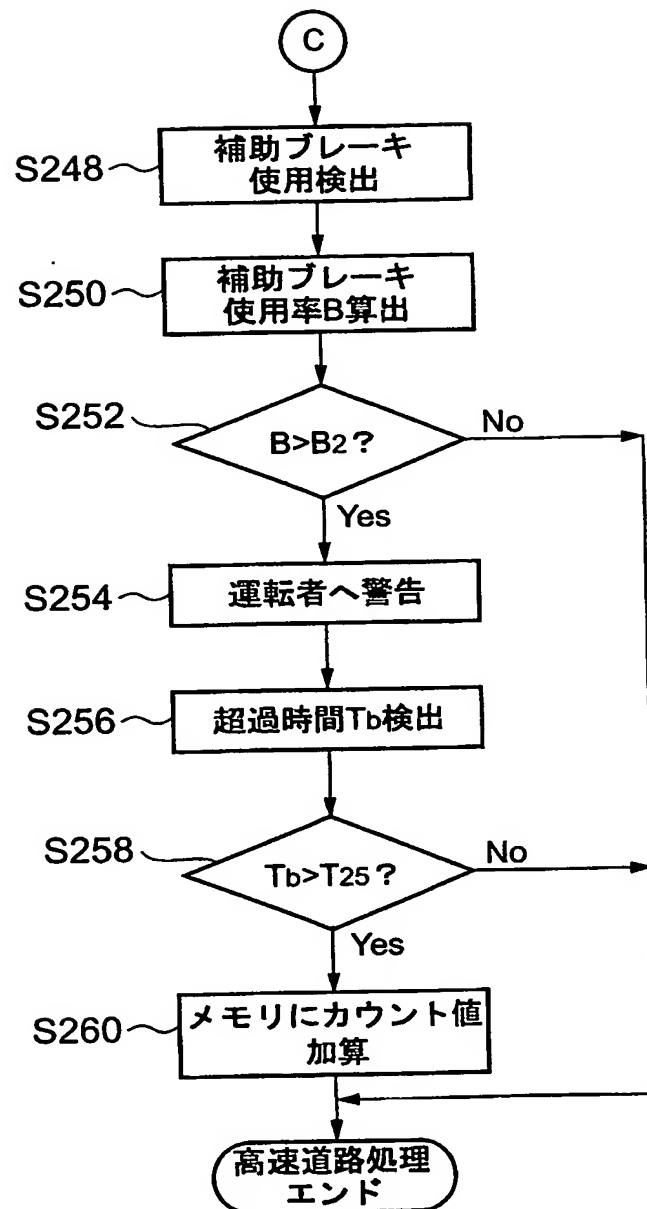 C
S248
補助ブレーキ
使用検出
S250
補助ブレーキ
使用率B算出
S252
B>B2?
No
Yes
S254
運転者へ警告
S256
超過時間Tb検出
S258
Tb>T25?
No
Yes
S260
メモリにカウント値
加算
高速道路処理
エンド